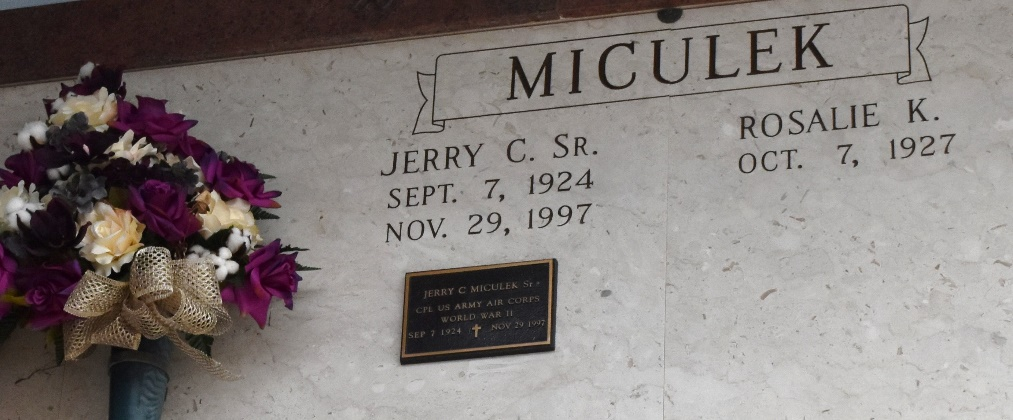 MICULEK
JERRY C. SR.
SEPT. 7, 1924
NOV. 29, 1997
ROSALIE K.
OCT. 7, 1927
JERRY C MICULEK SR
CPL US ARMY AIR CORPS
WORLD WAR II
SEP 7 1924 NOV 29 1997